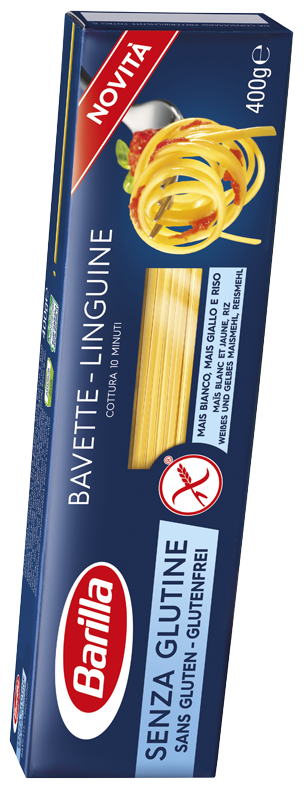 NOVITÀ
400g℮
BAVETTE - LINGUINE
COTTURA 10 MINUTI
MAIS BIANCO, MAIS GIALLO E RISO
MAÏS BLANC ET JAUNE, RIZ
WEIßES UND GELBES MAISMEHL, REISMEHL
Barilla
SENZA GLUTINE
SANS GLUTEN - GLUTENFREI